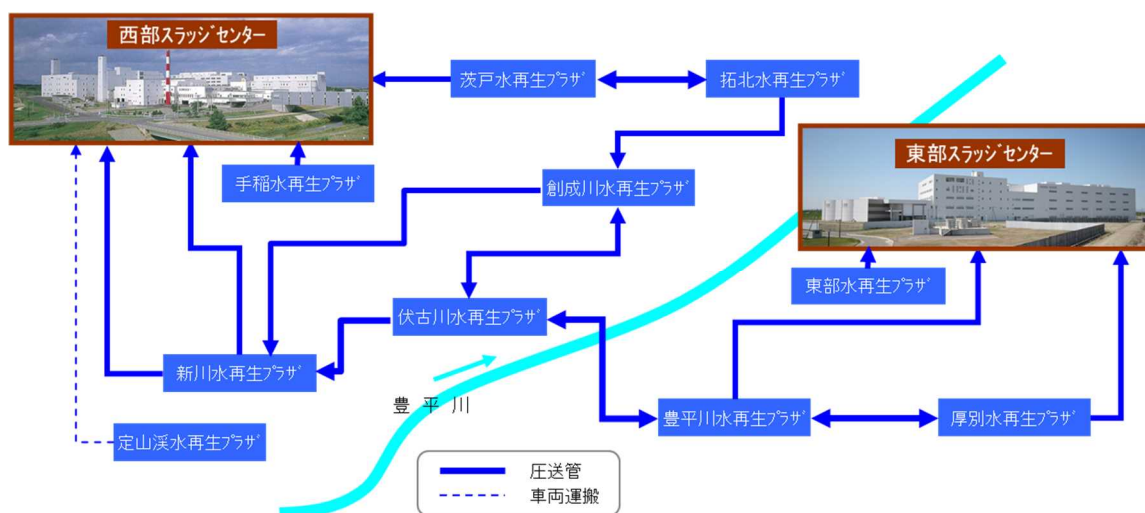 西部スラッジセンター
茨戸水再生プラザ
拓北水再生プラザ
東部スラッジセンター
手稲水再生プラザ
創成川水再生プラザ
東部水再生プラザ
伏古川水再生プラザ
新川水再生プラザ
豊平川
豊平川水再生プラザ
厚別水再生プラザ
定山渓水再生プラザ
圧送管
車両運搬